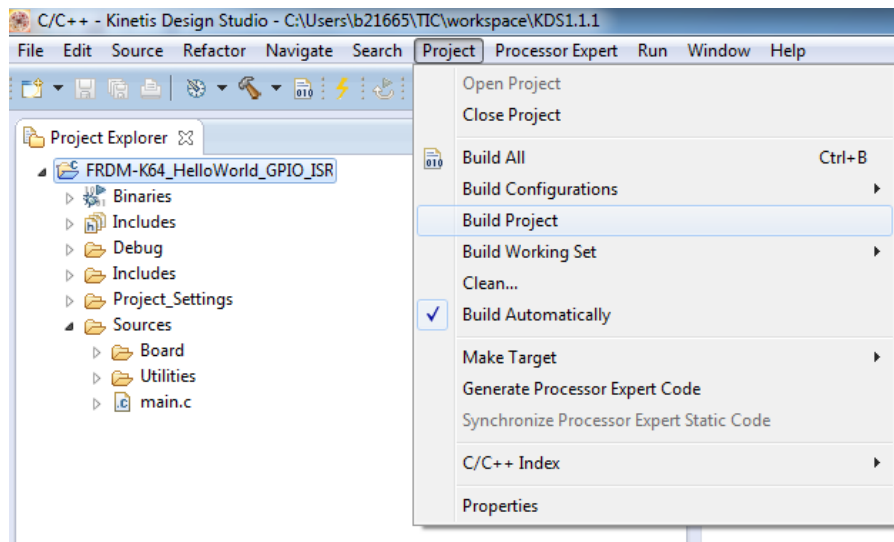 C/C++ - Kinetis Design Studio - C:\Users\b21665\TIC\workspace\KDS1.1.1
File Edit Source Refactor Navigate Search Project Processor Expert Run Window Help
Project Explorer
FRDM-K64_HelloWorld_GPIO_ISR
Binaries
Includes
Debug
Includes
Project_Settings
Sources
Board
Utilities
main.c
Open Project
Close Project
Build All Ctrl+B
Build Configurations
Build Project
Build Working Set
Clean...
Build Automatically
Make Target
Generate Processor Expert Code
Synchronize Processor Expert Static Code
C/C++ Index
Properties